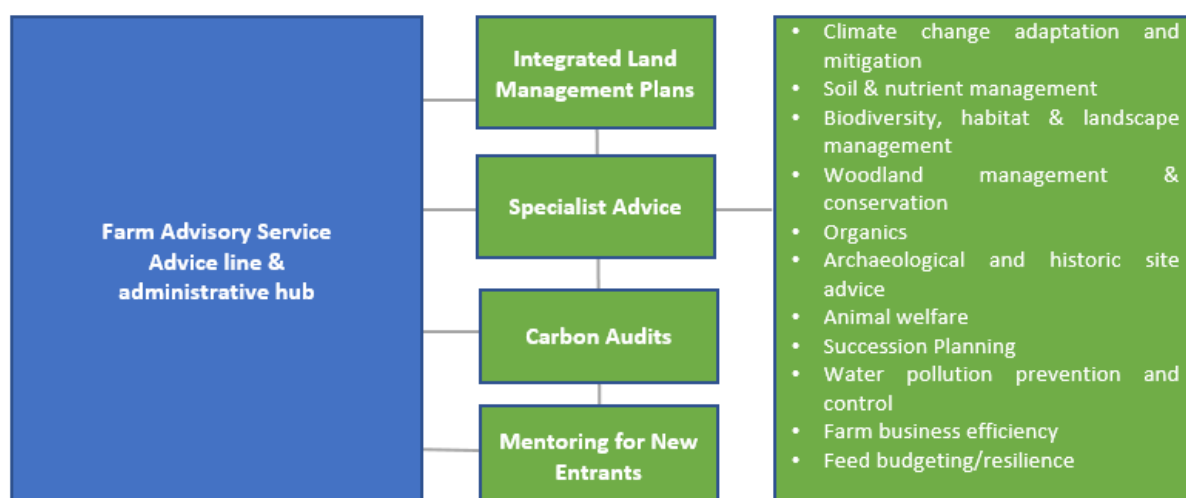 Farm Advisory Service
Advice line &
administrative hub
Integrated Land
Management Plans
Specialist Advice
Carbon Audits
Mentoring for New
Entrants
• Climate change adaptation and
mitigation
• Soil & nutrient management
• Biodiversity, habitat & landscape
management
• Woodland management &
conservation
• Organics
• Archaeological and historic site
advice
• Animal welfare
• Succession Planning
• Water pollution prevention and
control
• Farm business efficiency
• Feed budgeting/resilience